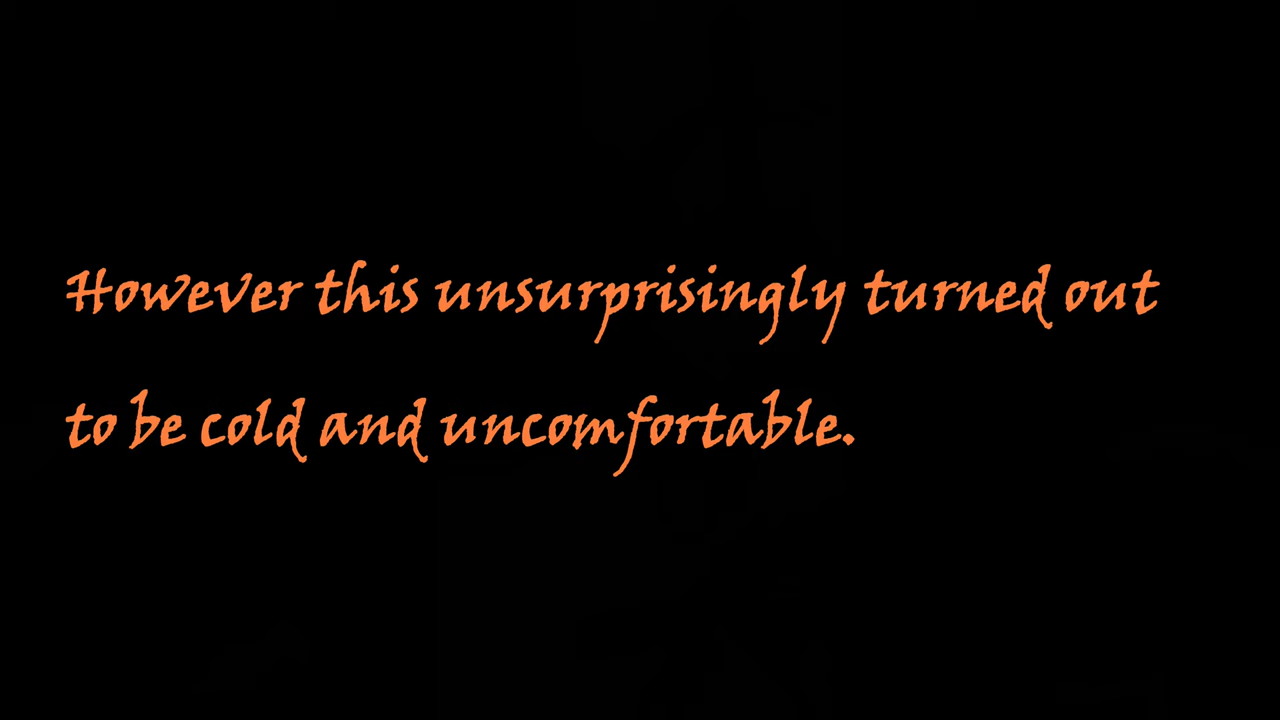 However this unsurprisingly turned out
to be cold and uncomfortable.